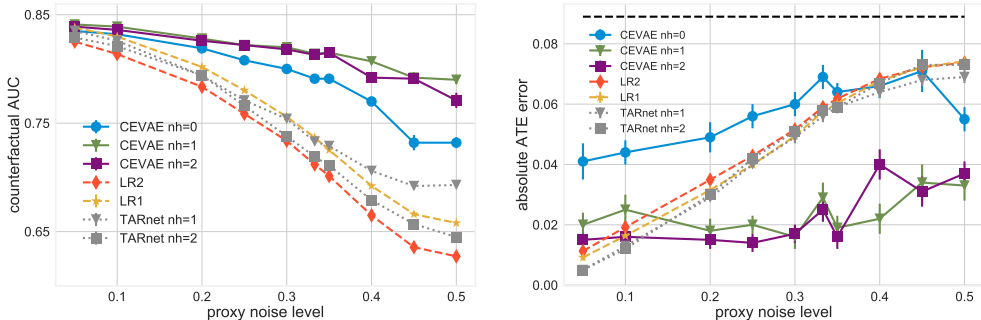 counterfactual AUC
0.85
0.75
0.65
CEVAE nh=0
CEVAE nh=1
CEVAE nh=2
LR2
LR1
TARnet nh=1
TARnet nh=2
0.1
0.2
0.3
0.4
0.5
proxy noise level
absolute ATE error
0.08
0.06
0.04
0.02
0.00
CEVAE nh=0
CEVAE nh=1
CEVAE nh=2
LR2
LR1
TARnet nh=1
TARnet nh=2
0.1
0.2
0.3
0.4
0.5
proxy noise level